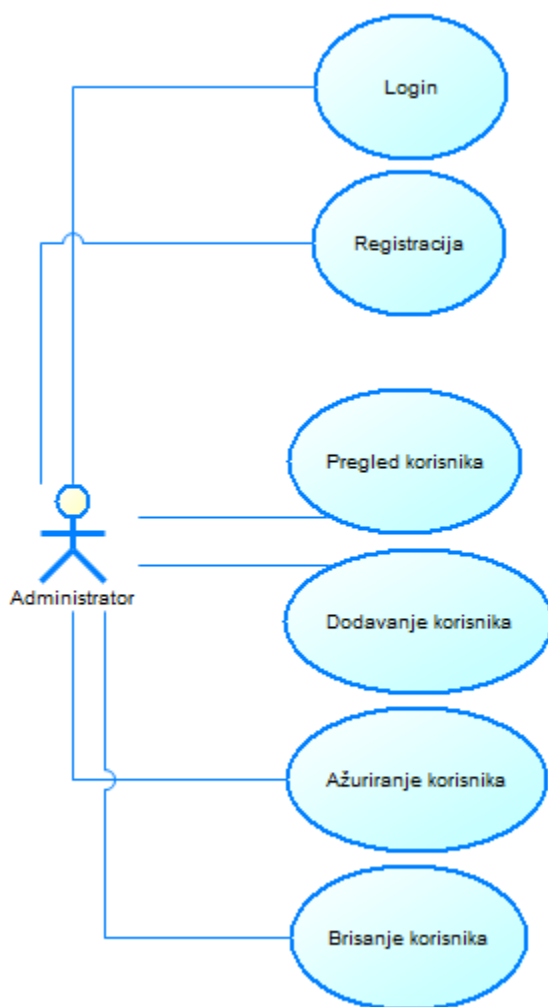 Login
Registracija
Pregled korisnika
Administrator
Dodavanje korisnika
Ažuriranje korisnika
Brisanje korisnika